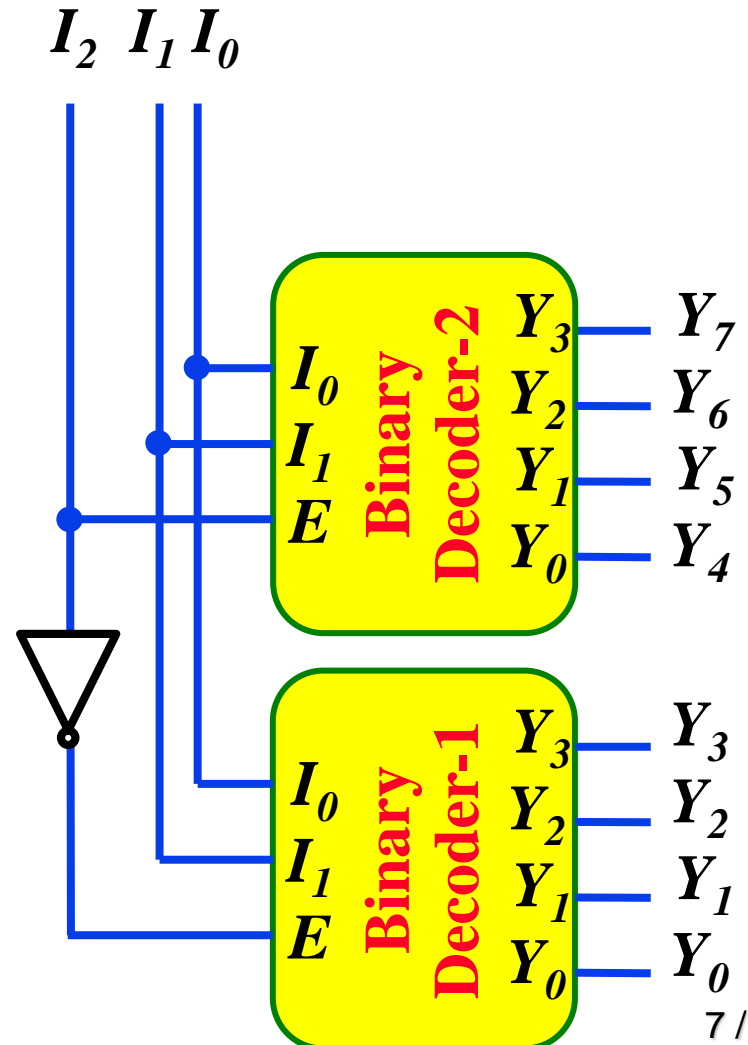 I₂ I₁ I₀
Binary
Decoder-2
I₀
I₁
E
Y₃
Y₂
Y₁
Y₀
Y₇
Y₆
Y₅
Y₄
Binary
Decoder-1
I₀
I₁
E
Y₃
Y₂
Y₁
Y₀
Y₃
Y₂
Y₁
Y₀
7 /